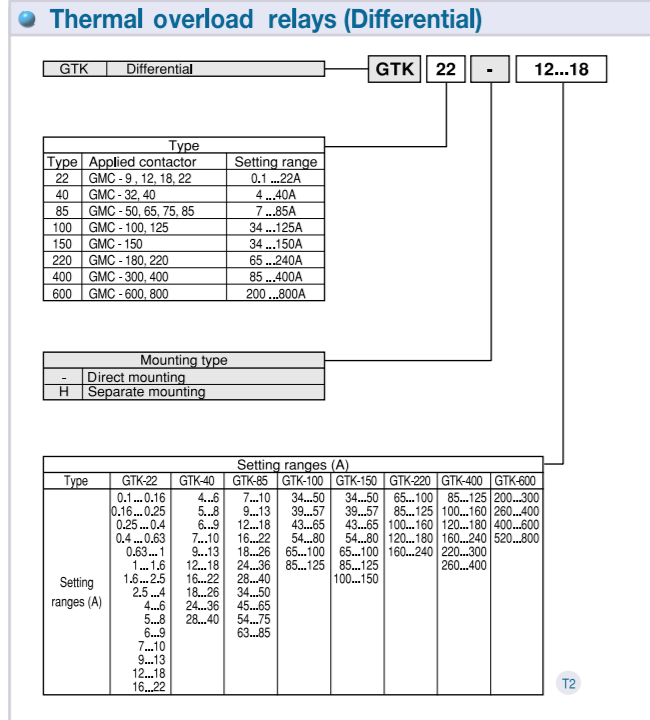 Thermal overload relays (Differential)
GTK Differential GTK 22 - 12...18
Type
Type Applied contactor Setting range
22 GMC - 9 , 12, 18, 22 0.1 ...22A
40 GMC - 32, 40 4 ...40A
85 GMC - 50, 65, 75, 85 7 ...85A
100 GMC - 100, 125 34 ...125A
150 GMC - 150 34 ...150A
220 GMC - 180, 220 65 ...240A
400 GMC - 300, 400 85 ...400A
600 GMC - 600, 800 200 ...800A
Mounting type
- Direct mounting
H Separate mounting
Setting ranges (A)
Type GTK-22 GTK-40 GTK-85 GTK-100 GTK-150 GTK-220 GTK-400 GTK-600
0.1 ... 0.16 4...6 7...10 34...50 34...50 65...100 85...125 200...300
0.16 ... 0.25 5...8 9...13 39...57 39...57 85...125 100...160 260...400
0.25 ... 0.4 6...9 12...18 43...65 43...65 100...160 120...180 400...600
0.4 ... 0.63 7...10 16...22 54...80 54...80 120...180 160...240 520...800
0.63... 1 9...13 18...26 65...100 65...100 160...240 220...300
1 ... 1.6 12...18 24...36 85...125 85...125 260...400
Setting 1.6 ... 2.5 16...22 28...40 100...150
ranges (A) 2.5 ...4 18...26 34...50
4...6 24...36 45...65
5...8 28...40 54...75
6...9 63...85
7...10
9...13
12...18
16...22
T2